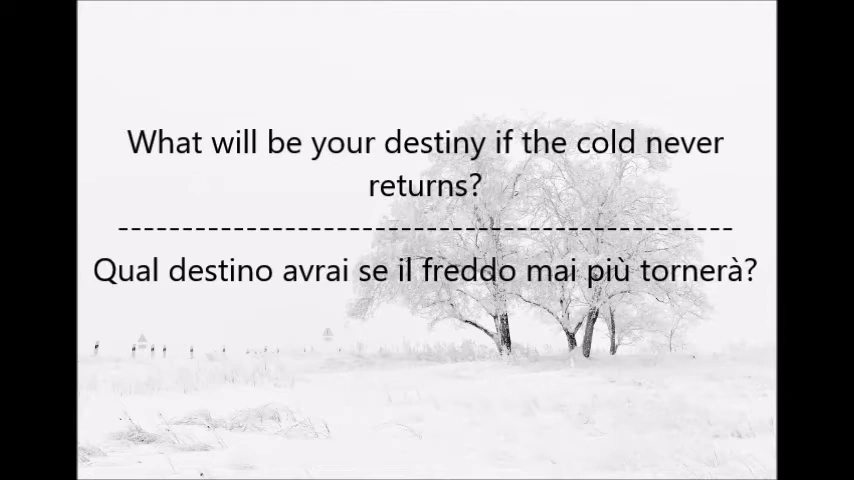 What will be your destiny if the cold never
returns?
------------------------------------------------
Qual destino avrai se il freddo mai più tornerà?